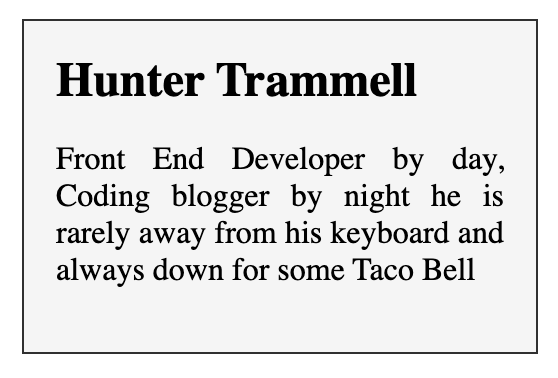 Hunter Trammell
Front End Developer by day,
Coding blogger by night he is
rarely away from his keyboard and
always down for some Taco Bell